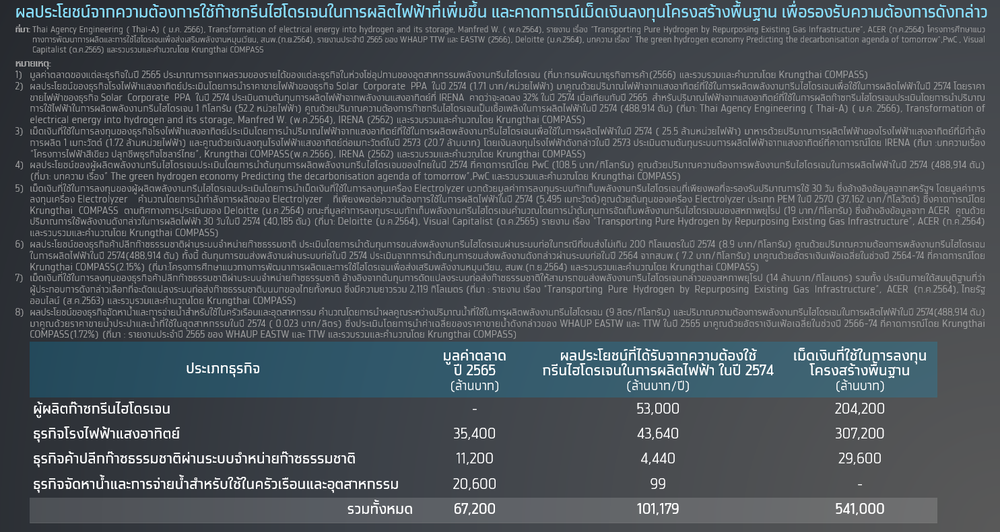 ผลประโยชน์จากความต้องการใช้ก๊าซกรีนไฮโดรเจนในการผลิตไฟฟ้าที่เพิ่มขึ้น และคาดการณ์เม็ดเงินลงทุนโครงสร้างพื้นฐาน เพื่อรองรับความต้องการดังกล่าว
ที่มา: Thai Agency Engineering ( Thai-A) ( ม.ค. 2566), Transformation of electrical energy into hydrogen and its storage, Manfred W. ( พ.ค.2564), รายงาน เรื่อง "Transporting Pure Hydrogen by Repurposing Existing Gas Infrastructure", ACER (ก.ค.2564) โครงการศึกษาแนว
ทางการพัฒนาการผลิตและการใช้ไฮโดรเจนเพื่อส่งเสริมพลังงานหมุนเวียน, สนพ.(ก.ย.2564), รายงานประจำปี 2565 ของ WHAUP TTW และ EASTW (2566), Deloitte (ม.ค.2564), บทความ เรื่อง" The green hydrogen economy Predicting the decarbonisation agenda of tomorrow",PwC , Visual
Capitalist (ต.ค.2565) และรวบรวมและคำนวณโดย Krungthai COMPASS
หมายเหตุ:
1) มูลค่าตลาดของแต่ละธุรกิจในปี 2565 ประมาณการจากผลรวมของรายได้ของแต่ละธุรกิจในห่วงโซ่อุปทานของอุตสาหกรรมพลังงานกรีนไฮโดรเจน (ที่มา:กรมพัฒนาธุรกิจการค้า(2566) และรวบรวมและคำนวณโดย Krungthai COMPASS)
2) ผลประโยชน์ของธุรกิจโรงไฟฟ้าแสงอาทิตย์ประเมินโดยการนำราคาขายไฟฟ้าของธุรกิจ Solar Corporate PPA ในปี 2574 (1.71 บาท/หน่วยไฟฟ้า) มาคูณด้วยปริมาณไฟฟ้าจากแสงอาทิตย์ที่ใช้ในการผลิตพลังงานกรีนไฮโดรเจนเพื่อใช้ในการผลิตไฟฟ้าในปี 2574 โดยราคา
ขายไฟฟ้าของธุรกิจ Solar Corporate PPA ในปี 2574 ประเมินตามต้นทุนการผลิตไฟฟ้าจากพลังงานแสงอาทิตย์ที่ IRENA คาดว่าจะลดลง 32% ในปี 2574 เมื่อเทียบกับปี 2565 สำหรับปริมาณไฟฟ้าจากแสงอาทิตย์ที่ใช้ในการผลิตก๊าซกรีนไฮโดรเจนประเมินโดยการนำปริมาณ
การใช้ไฟฟ้าในการผลิตพลังงานกรีนไฮโดรเจน 1 กิโลกรัม (52.2 หน่วยไฟฟ้า) คูณด้วยปริมาณความต้องการก๊าซกรีนไฮโดรเจนเป็นเชื้อเพลิงในการผลิตไฟฟ้าในปี 2574 (488,914 ตัน) (ที่มา: Thai Agency Engineering ( Thai-A) ( ม.ค. 2566), Transformation of
electrical energy into hydrogen and its storage, Manfred W. (พ.ค.2564), IRENA (2562) และรวบรวมและคำนวณโดย Krungthai COMPASS)
3) เม็ดเงินที่ใช้ในการลงทุนของธุรกิจโรงไฟฟ้าแสงอาทิตย์ประเมินโดยการนำปริมาณไฟฟ้าจากแสงอาทิตย์ที่ใช้ในการผลิตพลังงานกรีนไฮโดรเจนเพื่อใช้ในการผลิตไฟฟ้าในปี 2574 ( 25.5 ล้านหน่วยไฟฟ้า) มาหารด้วยปริมาณการผลิตไฟฟ้าของโรงไฟฟ้าแสงอาทิตย์ที่มีกำลัง
การผลิต 1 เมกะวัตต์ (1.72 ล้านหน่วยไฟฟ้า) และคูณด้วยเงินลงทุนโรงไฟฟ้าแสงอาทิตย์ต่อเมกะวัตต์ในปี 2573 (20.7 ล้านบาท) โดยเงินลงทุนโรงไฟฟ้าดังกล่าวในปี 2573 ประเมินตามต้นทุนระบบการผลิตไฟฟ้าจากแสงอาทิตย์ที่คาดการณ์โดย IRENA (ที่มา :บทความเรื่อง
"โครงการไฟฟ้าสีเขียว ปลุกชีพธุรกิจโซลาร์ไทย", Krungthai COMPASS(พ.ค.2566), IRENA (2562) และรวบรวมและคำนวณโดย Krungthai COMPASS)
4) ผลประโยชน์ของผู้ผลิตพลังงานกรีนไฮโดรเจนประเมินโดยการนำต้นทุนการผลิตพลังงานกรีนไฮโดรเจนของไทยในปี 2574 ที่คาดการณ์โดย PwC (108.5 บาท/กิโลกรัม) คูณด้วยปริมาณความต้องการพลังงานกรีนไฮโดรเจนในการผลิตไฟฟ้าในปี 2574 (488,914 ตัน)
(ที่มา: บทความ เรื่อง" The green hydrogen economy Predicting the decarbonisation agenda of tomorrow",PwC และรวบรวมและคำนวณโดย Krungthai COMPASS)
5) เม็ดเงินที่ใช้ในการลงทุนของผู้ผลิตพลังงานกรีนไฮโดรเจนประเมินโดยการนำเม็ดเงินที่ใช้ในการลงทุนเครื่อง Electrolyzer บวกด้วยมูลค่าการลงทุนระบบกักเก็บพลังงานกรีนไฮโดรเจนที่เพียงพอที่จะรองรับปริมาณการใช้ 30 วัน ซึ่งอ้างอิงข้อมูลจากสหรัฐฯ โดยมูลค่าการ
ลงทุนเครื่อง Electrolyzer คำนวณโดยการนำกำลังการผลิตของ Electrolyzer ที่เพียงพอต่อความต้องการใช้ในการผลิตไฟฟ้าในปี 2574 (5,495 เมกะวัตต์)คูณด้วยต้นทุนของเครื่อง Electrolyzer ประเภท PEM ในปี 2570 (37,162 บาท/กิโลวัตต์) ซึ่งคาดการณ์โดย
Krungthai COMPASS ตามทิศทางการประเมินของ Deloitte (ม.ค.2564) ขณะที่มูลค่าการลงทุนระบบกักเก็บพลังงานกรีนไฮโดรเจนคำนวณโดยการนำต้นทุนการจัดเก็บพลังงานกรีนไฮโดรเจนของสหภาพยุโรป (19 บาท/กิโลกรัม) ซึ่งอ้างอิงข้อมูลจาก ACER คูณด้วย
ปริมาณการใช้พลังงานดังกล่าวในการผลิตไฟฟ้า 30 วันในปี 2574 (40,185 ตัน) (ที่มา: Deloitte (ม.ค.2564), Visual Capitalist (ต.ค.2565) รายงาน เรื่อง "Transporting Pure Hydrogen by Repurposing Existing Gas Infrastructure", ACER (ก.ค.2564)
และรวบรวมและคำนวณโดย Krungthai COMPASS)
6) ผลประโยชน์ของธุรกิจค้าปลีกก๊าซธรรมชาติผ่านระบบจำหน่ายก๊าซธรรมชาติ ประเมินโดยการนำต้นทุนการขนส่งพลังงานกรีนไฮโดรเจนผ่านระบบท่อในกรณีที่ขนส่งไม่เกิน 200 กิโลเมตรในปี 2574 (8.9 บาท/กิโลกรัม) คูณด้วยปริมาณความต้องการพลังงานกรีนไฮโดรเจน
ในการผลิตไฟฟ้าในปี 2574(488,914 ตัน) ทั้งนี้ ต้นทุนการขนส่งพลังงานผ่านระบบท่อในปี 2574 ประเมินจากการนำต้นทุนการขนส่งพลังงานดังกล่าวผ่านระบบท่อในปี 2564 จากสนพ.( 7.2 บาท/กิโลกรัม) มาคูณด้วยอัตราเงินเฟ้อเฉลี่ยในช่วงปี 2564-74 ที่คาดการณ์โดย
Krungthai COMPASS(2.15%) (ที่มา:โครงการศึกษาแนวทางการพัฒนาการผลิตและการใช้ไฮโดรเจนเพื่อส่งเสริมพลังงานหมุนเวียน, สนพ.(ก.ย.2564) และรวบรวมและคำนวณโดย Krungthai COMPASS)
7) เม็ดเงินที่ใช้ในการลงทุนของธุรกิจค้าปลีกก๊าซธรรมชาติผ่านระบบจำหน่ายก๊าซธรรมชาติ อ้างอิงจากต้นทุนการดัดแปลงระบบท่อส่งก๊าซธรรมชาติให้สามารถขนส่งพลังงานกรีนไฮโดรเจนกล่าวของสหภาพยุโรป (14 ล้านบาท/กิโลเมตร) รวมทั้ง ประเมินภายใต้สมมุติฐานที่ว่า
ผู้ประกอบการดังกล่าวเลือกที่จะดัดแปลงระบบท่อส่งก๊าซธรรมชาติบนบกของไทยทั้งหมด ซึ่งมีความยาวรวม 2,119 กิโลเมตร (ที่มา : รายงาน เรื่อง "Transporting Pure Hydrogen by Repurposing Existing Gas Infrastructure", ACER (ก.ค.2564), ไทยรัฐ
ออนไลน์ (ส.ค.2563) และรวบรวมและคำนวณโดย Krungthai COMPASS)
8) ผลประโยชน์ของธุรกิจจัดหาน้ำและการจ่ายน้ำสำหรับใช้ในครัวเรือนและอุตสาหกรรม คำนวณโดยการนำผลคูณระหว่างปริมาณน้ำที่ใช้ในการผลิตพลังงานกรีนไฮโดรเจน (9 ลิตร/กิโลกรัม) และปริมาณความต้องการพลังงานกรีนไฮโดรเจนในการผลิตไฟฟ้าในปี 2574(488,914 ตัน)
มาคูณด้วยราคาขายน้ำประปาและน้ำที่ใช้ในอุตสาหกรรมในปี 2574 ( 0.023 บาท/ลิตร) ซึ่งประเมินโดยการนำค่าเฉลี่ยของราคาขายน้ำดังกล่าวของ WHAUP EASTW และ TTW ในปี 2565 มาคูณด้วยอัตราเงินเฟ้อเฉลี่ยในช่วงปี 2566-74 ที่คาดการณ์โดย Krungthai
COMPASS(1.72%) (ที่มา : รายงานประจำปี 2565 ของ WHAUP EASTW และ TTW และรวบรวมและคำนวณโดย Krungthai COMPASS)
ประเภทธุรกิจ มูลค่าตลาด ปี 2565 (ล้านบาท) ผลประโยชน์ที่ได้รับจากความต้องใช้ กรีนไฮโดรเจนในการผลิตไฟฟ้า ในปี 2574 (ล้านบาท/ปี) เม็ดเงินที่ใช้ในการลงทุน โครงสร้างพื้นฐาน (ล้านบาท)
ผู้ผลิตก๊าซกรีนไฮโดรเจน - 53,000 204,200
ธุรกิจโรงไฟฟ้าแสงอาทิตย์ 35,400 43,640 307,200
ธุรกิจค้าปลีกก๊าซธรรมชาติผ่านระบบจำหน่ายก๊าซธรรมชาติ 11,200 4,440 29,600
ธุรกิจจัดหาน้ำและการจ่ายน้ำสำหรับใช้ในครัวเรือนและอุตสาหกรรม 20,600 99 -
รวมทั้งหมด 67,200 101,179 541,000